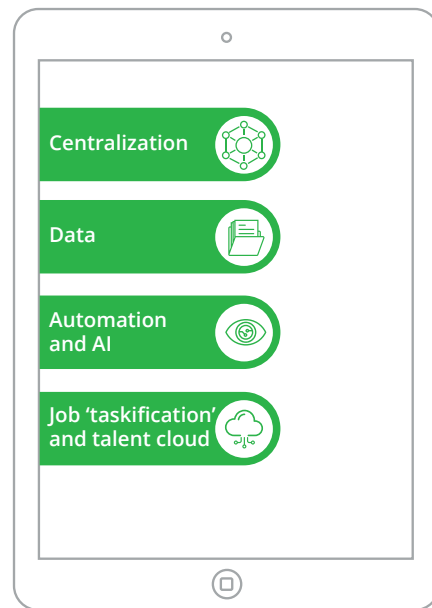 Centralization
Data
Automation
and AI
Job ‘taskification’
and talent cloud